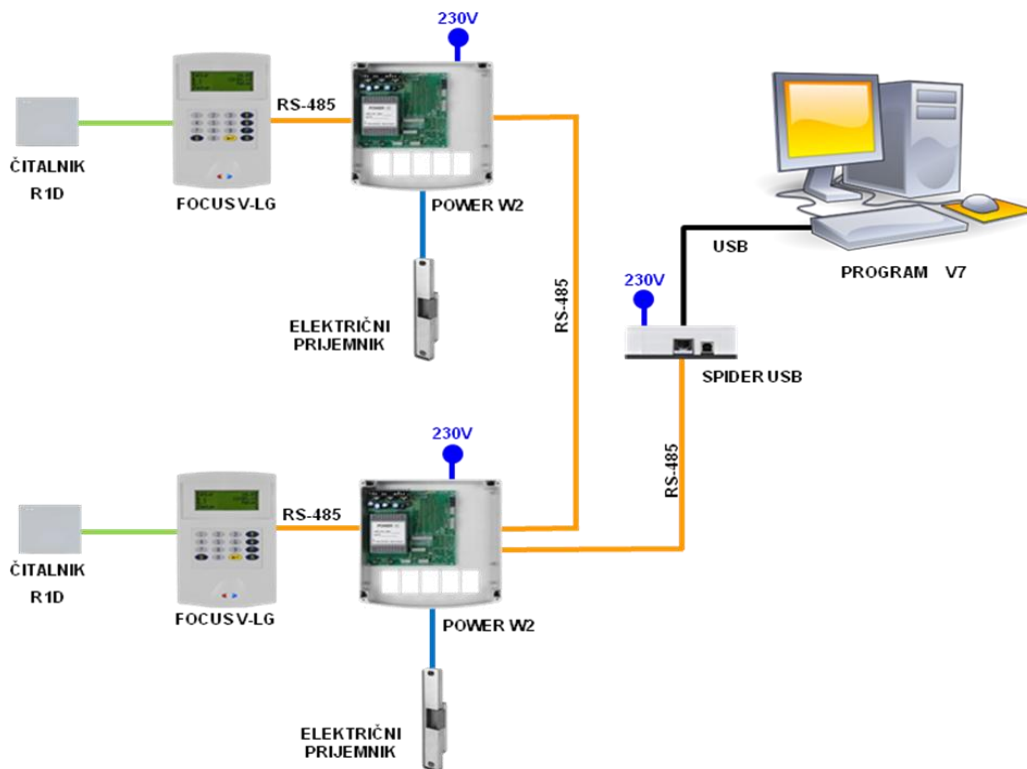 230V
RS-485
ČITALNIK
R1D
FOCUS V-LG
POWER W2
USB
PROGRAM V7
230V
RS-485
ELEKTRIČNI
PRIJEMNIK
SPIDER USB
230V
RS-485
RS-485
ČITALNIK
R1D
FOCUS V-LG
POWER W2
ELEKTRIČNI
PRIJEMNIK